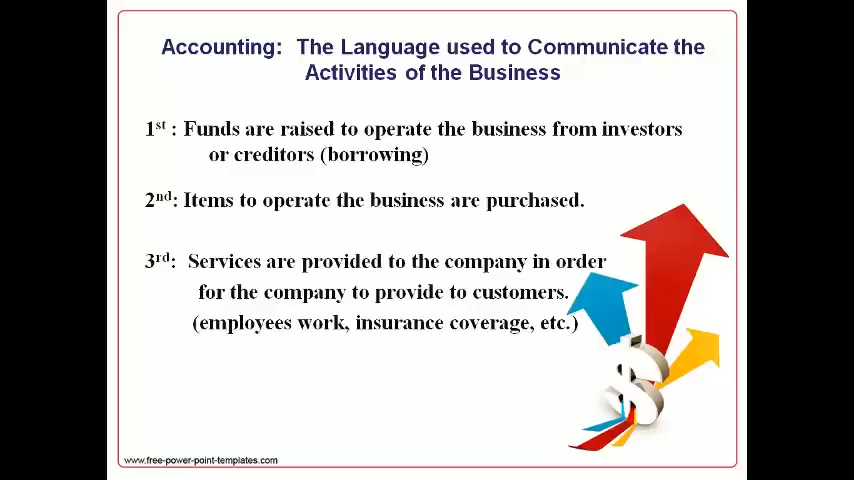 Accounting: The Language used to Communicate the
Activities of the Business
1st : Funds are raised to operate the business from investors
or creditors (borrowing)
2nd: Items to operate the business are purchased.
3rd: Services are provided to the company in order
for the company to provide to customers.
(employees work, insurance coverage, etc.)
$
www.free-power-point-templates.com